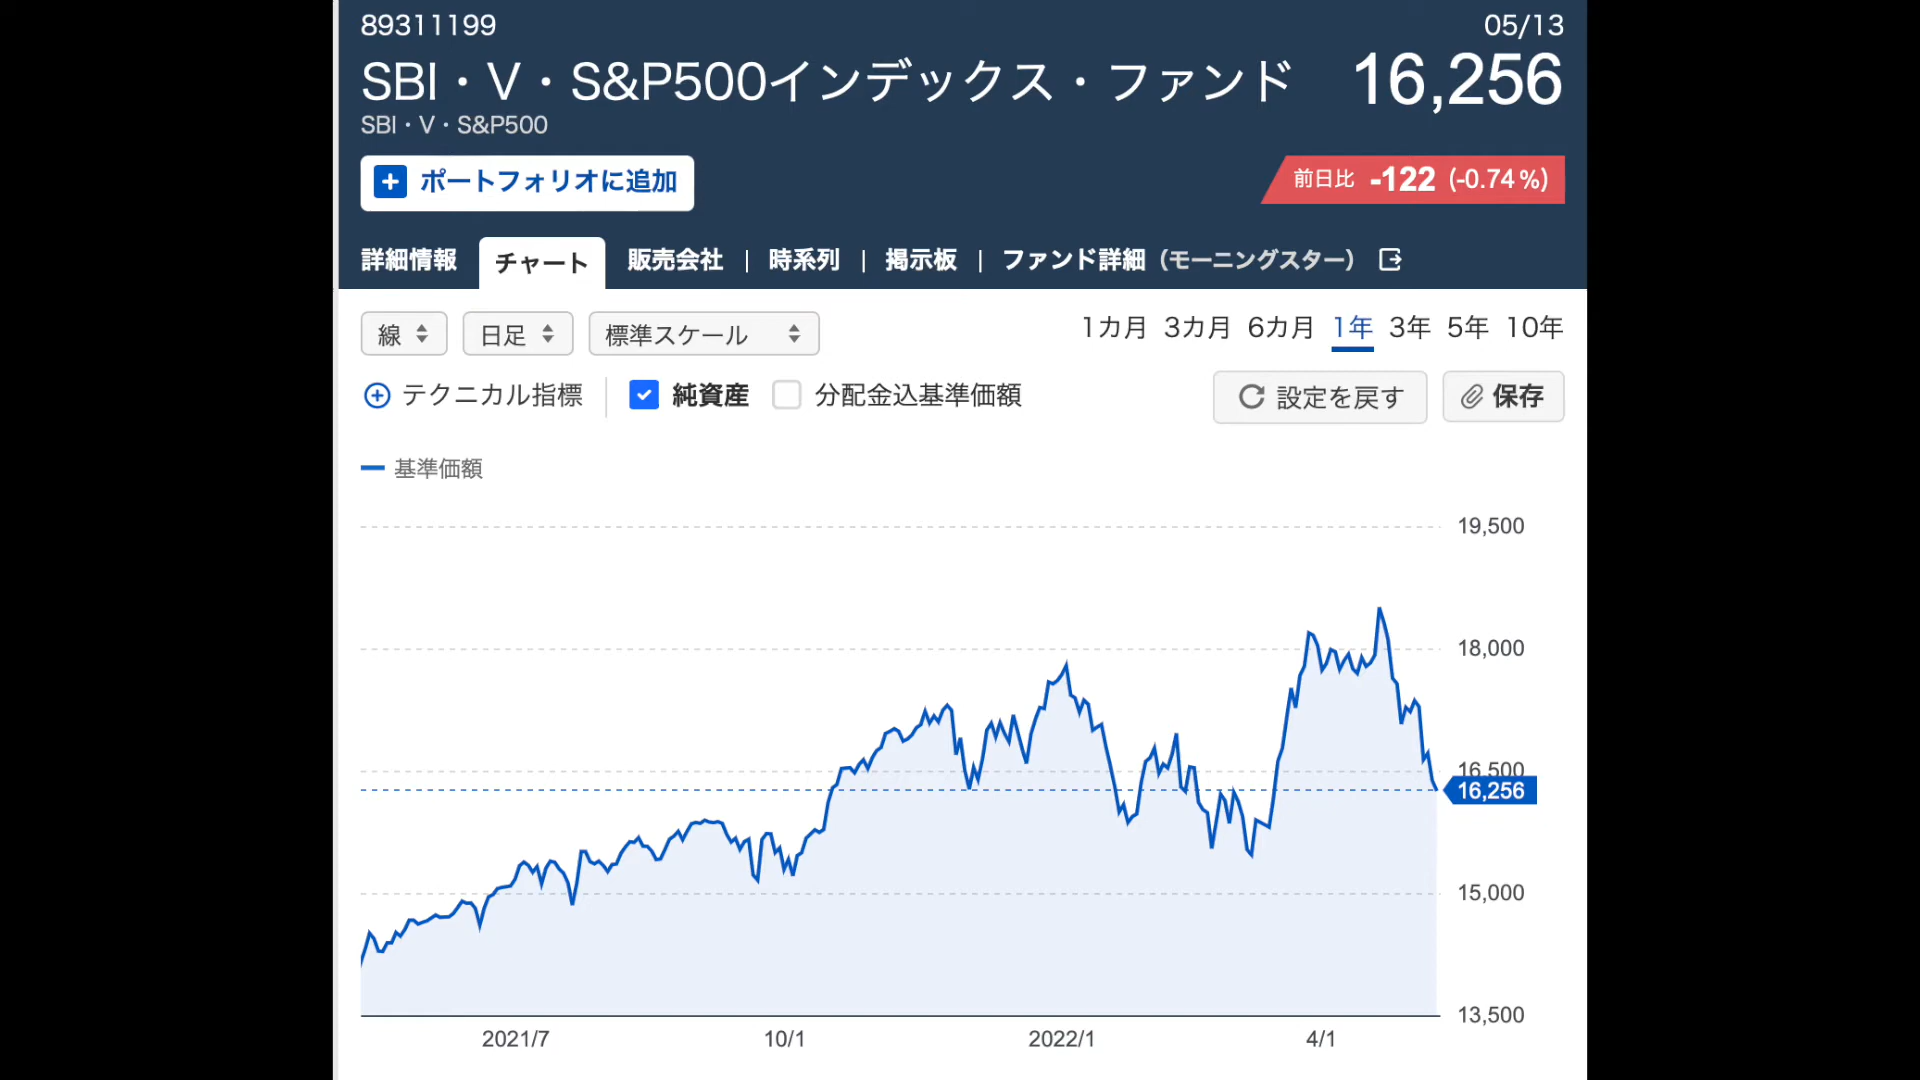 89311199
05/13
SBI・V・S&P500インデックス・ファンド
16,256
SBI・V・S&P500
ポートフォリオに追加
前日比 -122 (-0.74%)
詳細情報 チャート 販売会社 | 時系列 | 掲示板 | ファンド詳細（モーニングスター）
線 日足 標準スケール
1カ月 3カ月 6カ月 1年 3年 5年 10年
テクニカル指標 純資産 分配金込基準価額
設定を戻す 保存
基準価額
19,500
18,000
16,500
16,256
15,000
13,500
2021/7 10/1 2022/1 4/1